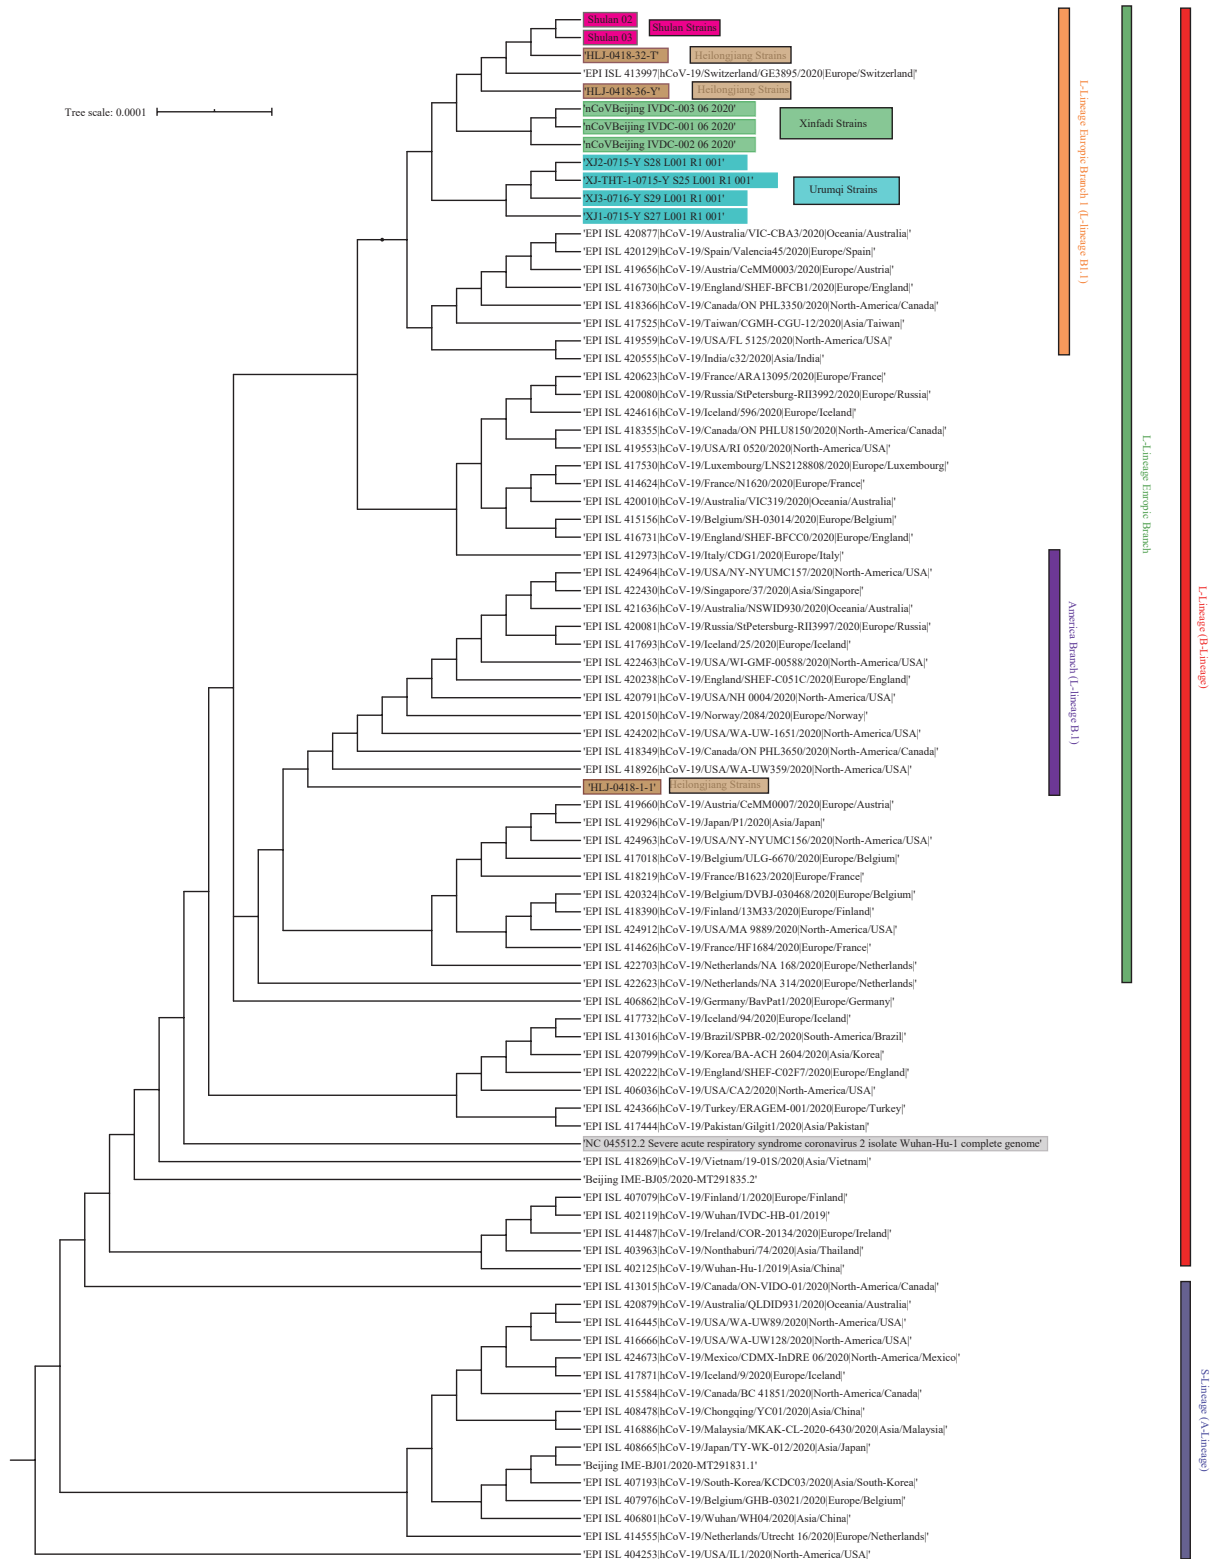 Shulan 02
Shulan Strains
Shulan 03
'HLJ-0418-32-T'
Heilongjiang Strains
'EPI ISL 413997|hCoV-19/Switzerland/GE3895/2020|Europe/Switzerland|'
'HLJ-0418-36-Y'
Heilongjiang Strains
Tree scale: 0.0001
'nCoVBeijing IVDC-003 06 2020'
'nCoVBeijing IVDC-001 06 2020'
Xinfadi Strains
'nCoVBeijing IVDC-002 06 2020'
'XJ2-0715-Y S28 L001 R1 001'
'XJ-THT-1-0715-Y S25 L001 R1 001'
Urumqi Strains
'XJ3-0716-Y S29 L001 R1 001'
'XJ1-0715-Y S27 L001 R1 001'
'EPI ISL 420877|hCoV-19/Australia/VIC-CBA3/2020|Oceania/Australia|'
'EPI ISL 420129|hCoV-19/Spain/Valencia45/2020|Europe/Spain|'
'EPI ISL 419656|hCoV-19/Austria/CeMM0003/2020|Europe/Austria|'
'EPI ISL 416730|hCoV-19/England/SHEF-BFCB1/2020|Europe/England|'
'EPI ISL 418366|hCoV-19/Canada/ON PHL3350/2020|North-America/Canada|'
'EPI ISL 417525|hCoV-19/Taiwan/CGMH-CGU-12/2020|Asia/Taiwan|'
'EPI ISL 419559|hCoV-19/USA/FL 5125/2020|North-America/USA|'
'EPI ISL 420555|hCoV-19/India/c32/2020|Asia/India|'
L-Lineage Europic Branch 1 (L-lineage B1.1)
'EPI ISL 420623|hCoV-19/France/ARA13095/2020|Europe/France|'
'EPI ISL 420080|hCoV-19/Russia/StPetersburg-RII3992/2020|Europe/Russia|'
'EPI ISL 424616|hCoV-19/Iceland/596/2020|Europe/Iceland|'
'EPI ISL 418355|hCoV-19/Canada/ON PHLU8150/2020|North-America/Canada|'
'EPI ISL 419553|hCoV-19/USA/RI 0520/2020|North-America/USA|'
'EPI ISL 417530|hCoV-19/Luxembourg/LNS2128808/2020|Europe/Luxembourg|'
'EPI ISL 414624|hCoV-19/France/N1620/2020|Europe/France|'
'EPI ISL 420010|hCoV-19/Australia/VIC319/2020|Oceania/Australia|'
'EPI ISL 415156|hCoV-19/Belgium/SH-03014/2020|Europe/Belgium|'
'EPI ISL 416731|hCoV-19/England/SHEF-BFCC0/2020|Europe/England|'
L-Lineage Enropic Branch
'EPI ISL 412973|hCoV-19/Italy/CDG1/2020|Europe/Italy|'
'EPI ISL 424964|hCoV-19/USA/NY-NYUMC157/2020|North-America/USA|'
'EPI ISL 422430|hCoV-19/Singapore/37/2020|Asia/Singapore|'
'EPI ISL 421636|hCoV-19/Australia/NSWID930/2020|Oceania/Australia|'
'EPI ISL 420081|hCoV-19/Russia/StPetersburg-RII3997/2020|Europe/Russia|'
'EPI ISL 417693|hCoV-19/Iceland/25/2020|Europe/Iceland|'
L-Lineage (B-Lineage)
'EPI ISL 422463|hCoV-19/USA/WI-GMF-00588/2020|North-America/USA|'
America Branch (L-lineage B.1)
'EPI ISL 420238|hCoV-19/England/SHEF-C051C/2020|Europe/England|'
'EPI ISL 420791|hCoV-19/USA/NH 0004/2020|North-America/USA|'
'EPI ISL 420150|hCoV-19/Norway/2084/2020|Europe/Norway|'
'EPI ISL 424202|hCoV-19/USA/WA-UW-1651/2020|North-America/USA|'
'EPI ISL 418349|hCoV-19/Canada/ON PHL3650/2020|North-America/Canada|'
'EPI ISL 418926|hCoV-19/USA/WA-UW359/2020|North-America/USA|'
'HLJ-0418-1-1'
Heilongjiang Strains
'EPI ISL 419660|hCoV-19/Austria/CeMM0007/2020|Europe/Austria|'
'EPI ISL 419296|hCoV-19/Japan/P1/2020|Asia/Japan|'
'EPI ISL 424963|hCoV-19/USA/NY-NYUMC156/2020|North-America/USA|'
'EPI ISL 417018|hCoV-19/Belgium/ULG-6670/2020|Europe/Belgium|'
'EPI ISL 418219|hCoV-19/France/B1623/2020|Europe/France|'
'EPI ISL 420324|hCoV-19/Belgium/DVBJ-030468/2020|Europe/Belgium|'
'EPI ISL 418390|hCoV-19/Finland/13M33/2020|Europe/Finland|'
'EPI ISL 424912|hCoV-19/USA/MA 9889/2020|North-America/USA|'
'EPI ISL 414626|hCoV-19/France/HF1684/2020|Europe/France|'
'EPI ISL 422703|hCoV-19/Netherlands/NA 168/2020|Europe/Netherlands|'
'EPI ISL 422623|hCoV-19/Netherlands/NA 314/2020|Europe/Netherlands|'
'EPI ISL 406862|hCoV-19/Germany/BavPat1/2020|Europe/Germany|'
'EPI ISL 417732|hCoV-19/Iceland/94/2020|Europe/Iceland|'
'EPI ISL 413016|hCoV-19/Brazil/SPBR-02/2020|South-America/Brazil|'
'EPI ISL 420799|hCoV-19/Korea/BA-ACH 2604/2020|Asia/Korea|'
'EPI ISL 420222|hCoV-19/England/SHEF-C02F7/2020|Europe/England|'
'EPI ISL 406036|hCoV-19/USA/CA2/2020|North-America/USA|'
'EPI ISL 424366|hCoV-19/Turkey/ERAGEM-001/2020|Europe/Turkey|'
'EPI ISL 417444|hCoV-19/Pakistan/Gilgit1/2020|Asia/Pakistan|'
'NC 045512.2 Severe acute respiratory syndrome coronavirus 2 isolate Wuhan-Hu-1 complete genome'
'EPI ISL 418269|hCoV-19/Vietnam/19-01S/2020|Asia/Vietnam|'
'Beijing IME-BJ05/2020-MT291835.2'
'EPI ISL 407079|hCoV-19/Finland/1/2020|Europe/Finland|'
'EPI ISL 402119|hCoV-19/Wuhan/IVDC-HB-01/2019|'
'EPI ISL 414487|hCoV-19/Ireland/COR-20134/2020|Europe/Ireland|'
'EPI ISL 403963|hCoV-19/Nonthaburi/74/2020|Asia/Thailand|'
'EPI ISL 402125|hCoV-19/Wuhan-Hu-1/2019|Asia/China|'
'EPI ISL 413015|hCoV-19/Canada/ON-VIDO-01/2020|North-America/Canada|'
'EPI ISL 420879|hCoV-19/Australia/QLDID931/2020|Oceania/Australia|'
'EPI ISL 416445|hCoV-19/USA/WA-UW89/2020|North-America/USA|'
'EPI ISL 416666|hCoV-19/USA/WA-UW128/2020|North-America/USA|'
'EPI ISL 424673|hCoV-19/Mexico/CDMX-InDRE 06/2020|North-America/Mexico|'
'EPI ISL 417871|hCoV-19/Iceland/9/2020|Europe/Iceland|'
'EPI ISL 415584|hCoV-19/Canada/BC 41851/2020|North-America/Canada|'
'EPI ISL 408478|hCoV-19/Chongqing/YC01/2020|Asia/China|'
S-Lineage (A-Lineage)
'EPI ISL 416886|hCoV-19/Malaysia/MKAK-CL-2020-6430/2020|Asia/Malaysia|'
'EPI ISL 408665|hCoV-19/Japan/TY-WK-012/2020|Asia/Japan|'
'Beijing IME-BJ01/2020-MT291831.1'
'EPI ISL 407193|hCoV-19/South-Korea/KCDC03/2020|Asia/South-Korea|'
'EPI ISL 407976|hCoV-19/Belgium/GHB-03021/2020|Europe/Belgium|'
'EPI ISL 406801|hCoV-19/Wuhan/WH04/2020|Asia/China|'
'EPI ISL 414555|hCoV-19/Netherlands/Utrecht 16/2020|Europe/Netherlands|'
'EPI ISL 404253|hCoV-19/USA/IL1/2020|North-America/USA|'